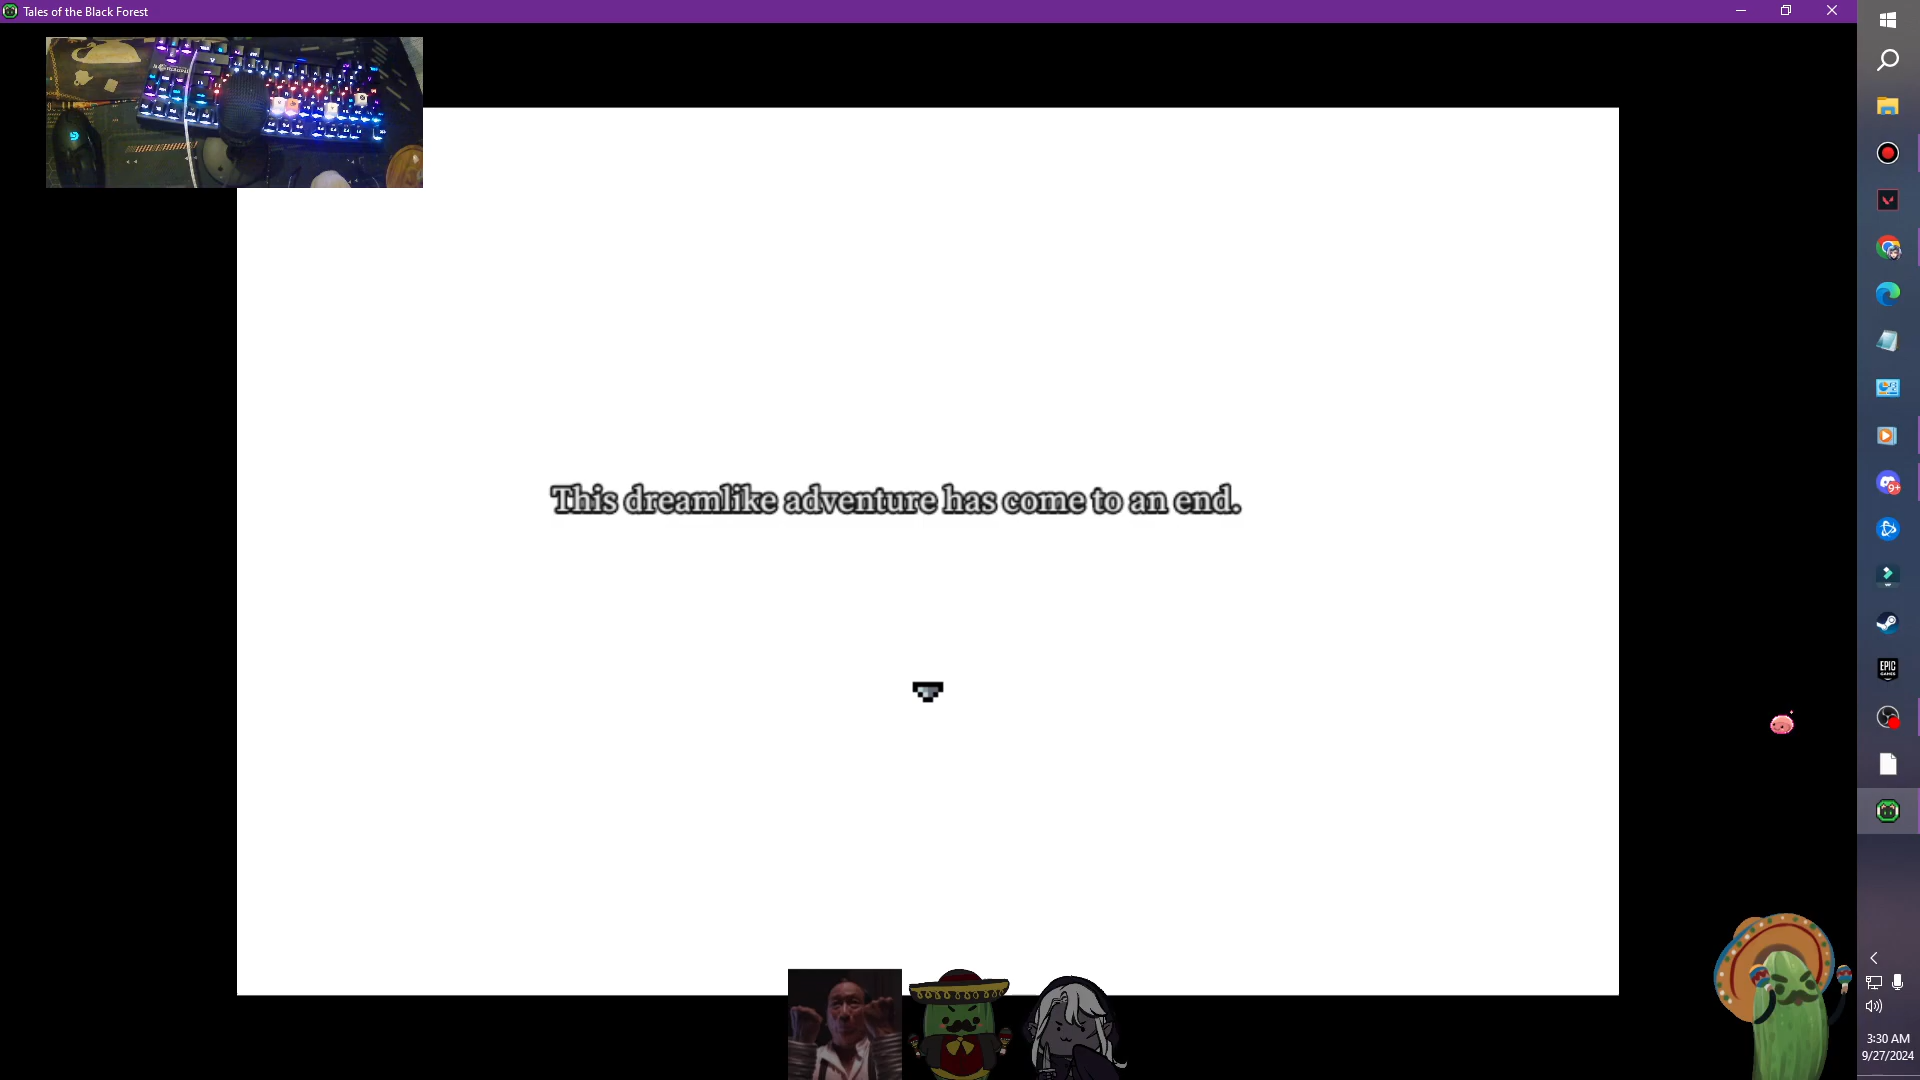 Tales of the Black Forest
This dreamlike adventure has come to an end.
9+
EPIC
GAMES
3:30 AM
9/27/2024